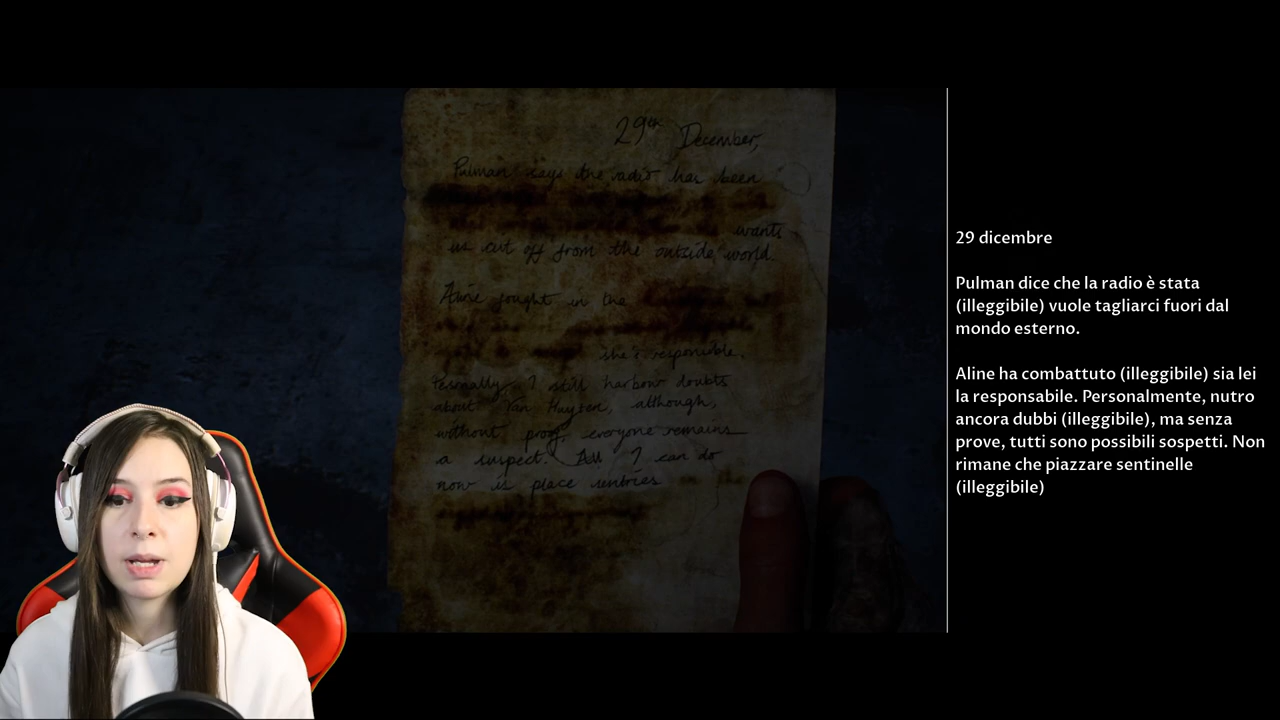 29th December,
Pulman says the radio has been
wants
us cut off from the outside world.
Aline fought in the
she's responsible.
Personally, I still harbour doubts
about Van Huyten, although,
without proof, everyone remains
a suspect. All I can do
now is place sentries
29 dicembre
Pulman dice che la radio è stata
(illeggibile) vuole tagliarci fuori dal
mondo esterno.
Aline ha combattuto (illeggibile) sia lei
la responsabile. Personalmente, nutro
ancora dubbi (illeggibile), ma senza
prove, tutti sono possibili sospetti. Non
rimane che piazzare sentinelle
(illeggibile)